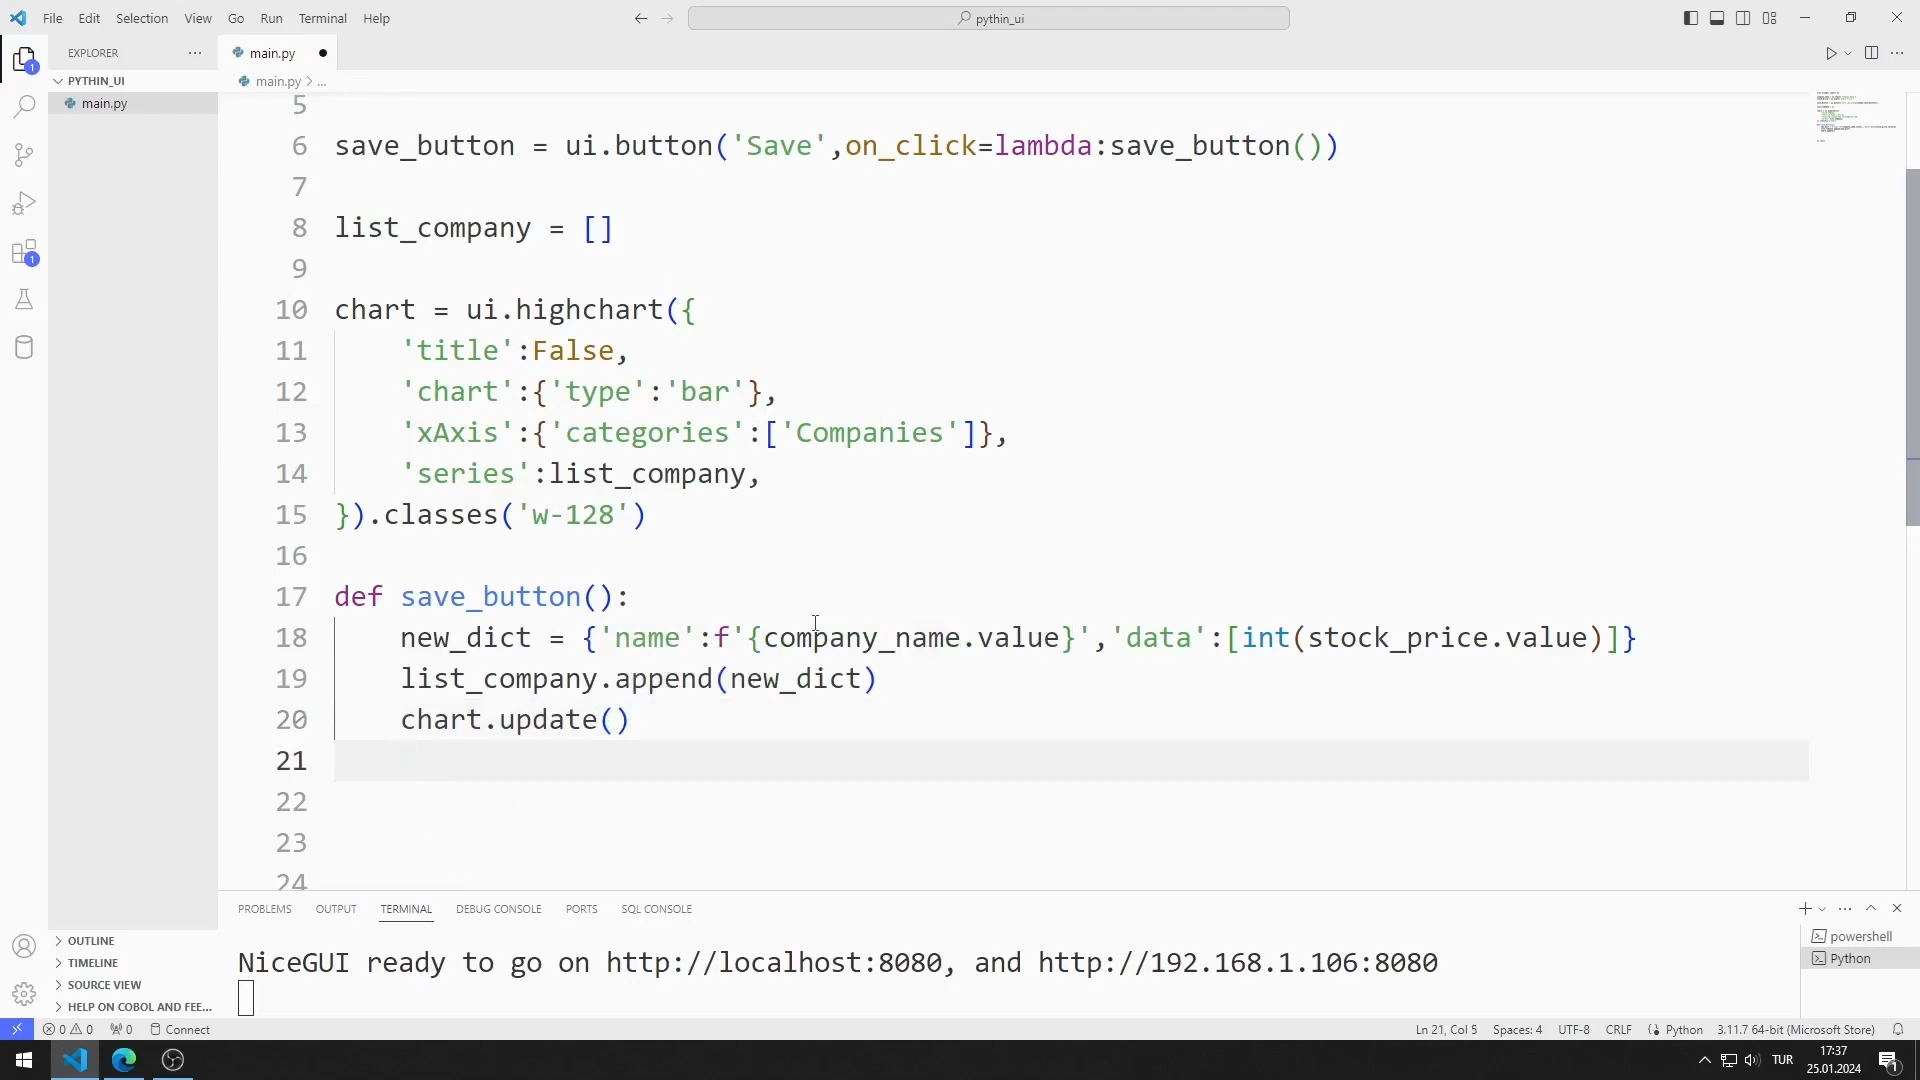 File Edit Selection View Go Run Terminal Help
pythin_ui
EXPLORER
main.py
PYTHIN_UI
main.py > ...
main.py
5
6 save_button = ui.button('Save',on_click=lambda:save_button())
7
8 list_company = []
9
10 chart = ui.highchart({
11 'title':False,
12 'chart':{'type':'bar'},
13 'xAxis':{'categories':['Companies']},
14 'series':list_company,
15 }).classes('w-128')
16
17 def save_button():
18 new_dict = {'name':f'{company_name.value}','data':[int(stock_price.value)]}
19 list_company.append(new_dict)
20 chart.update()
21
22
23
24
PROBLEMS OUTPUT TERMINAL DEBUG CONSOLE PORTS SQL CONSOLE
NiceGUI ready to go on http://localhost:8080, and http://192.168.1.106:8080
powershell
Python
OUTLINE
TIMELINE
SOURCE VIEW
HELP ON COBOL AND FEE...
0 0 0 Connect
Ln 21, Col 5 Spaces: 4 UTF-8 CRLF Python 3.11.7 64-bit (Microsoft Store)
TUR
17:37
25.01.2024
1